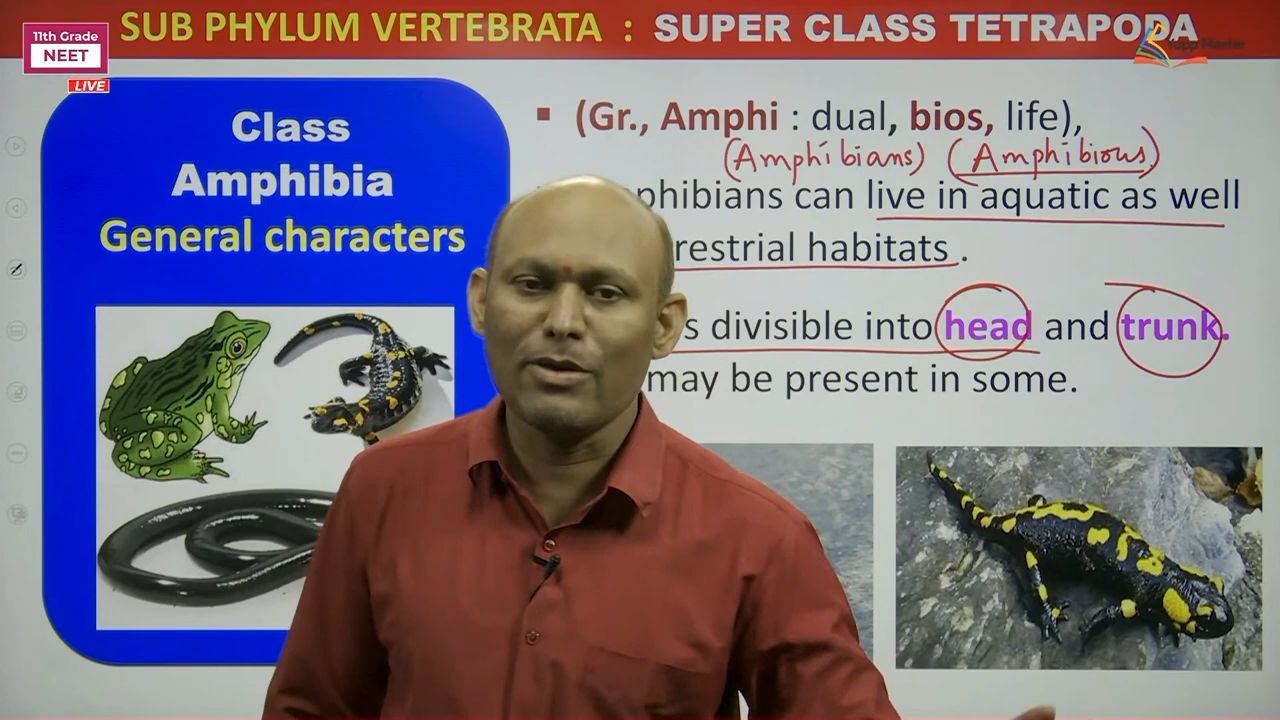 SUB PHYLUM VERTEBRATA : SUPER CLASS TETRAPODA
11th Grade
NEET
LIVE
Yupp Master
Class
Amphibia
General characters
▪ (Gr., Amphi : dual, bios, life),
(Amphibians) (Amphibious)
phibians can live in aquatic as well
restrial habitats .
s divisible into head and trunk.
may be present in some.